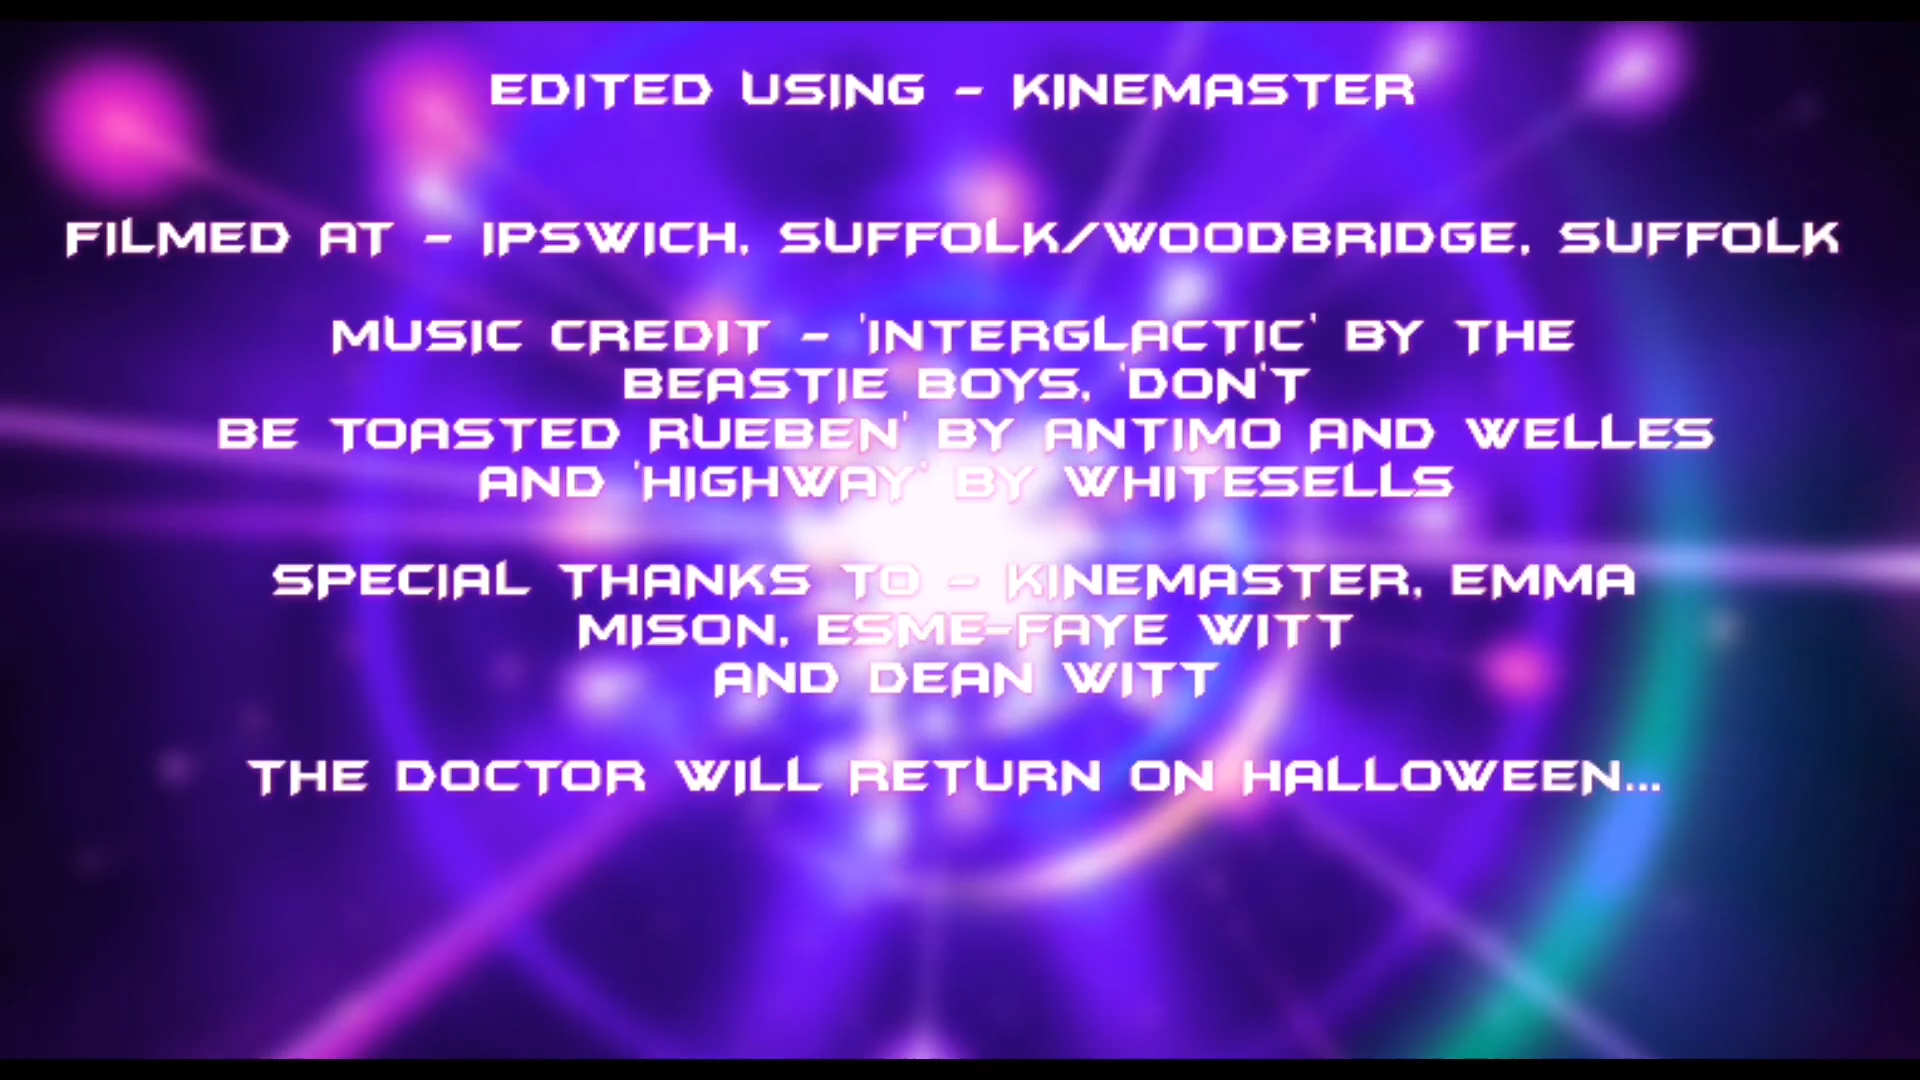 EDITED USING - KINEMASTER
FILMED AT - IPSWICH, SUFFOLK/WOODBRIDGE, SUFFOLK
MUSIC CREDIT - 'INTERGLACTIC' BY THE
BEASTIE BOYS, 'DON'T
BE TOASTED RUEBEN' BY ANTIMO AND WELLES
AND 'HIGHWAY' BY WHITESELLS
SPECIAL THANKS TO - KINEMASTER, EMMA
MISON, ESME-FAYE WITT
AND DEAN WITT
THE DOCTOR WILL RETURN ON HALLOWEEN...